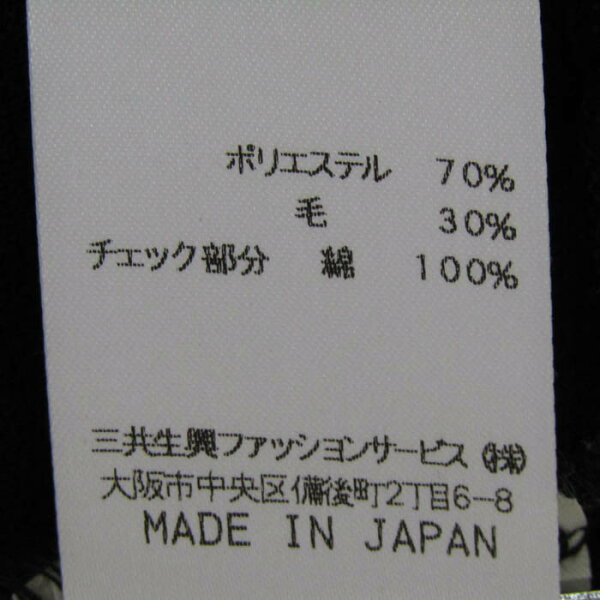 ポリエステル 70%
毛 30%
チェック部分 綿 100%
三共生興ファッションサービス ㈱
大阪市中央区備後町2丁目6-8
MADE IN JAPAN